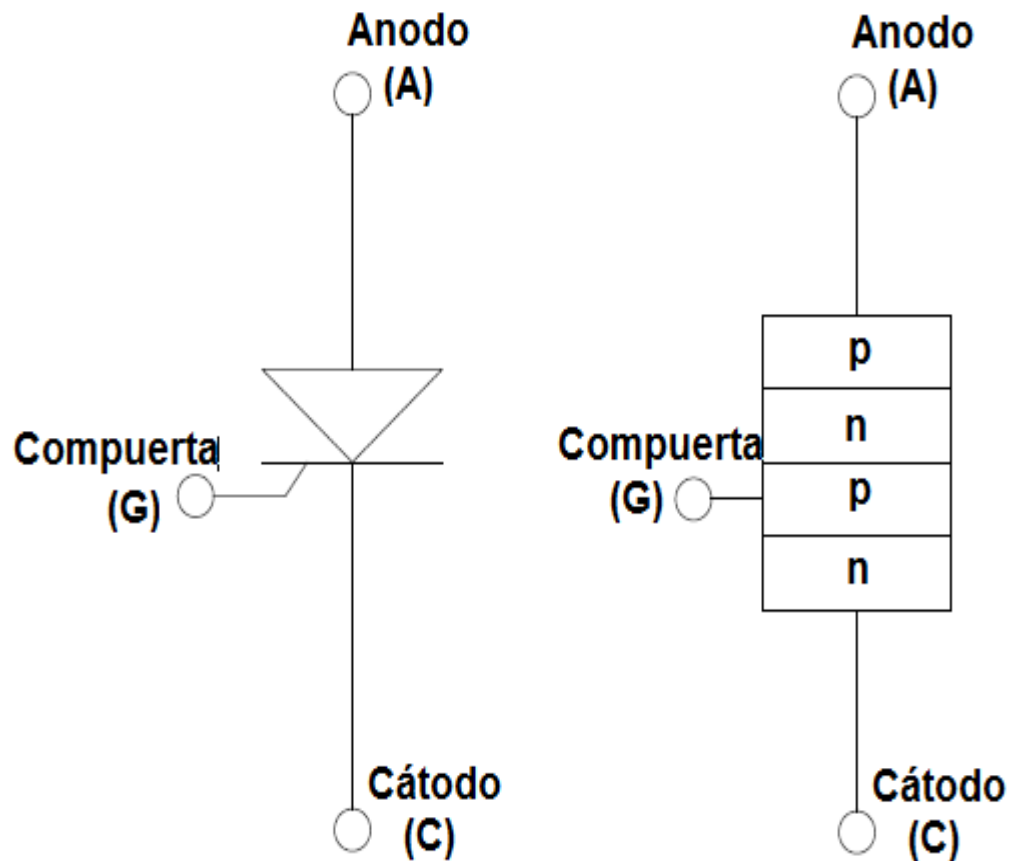 Anodo
(A)
Compuerta
(G)
Cátodo
(C)
Anodo
(A)
p
n
Compuerta
p
(G)
n
Cátodo
(C)